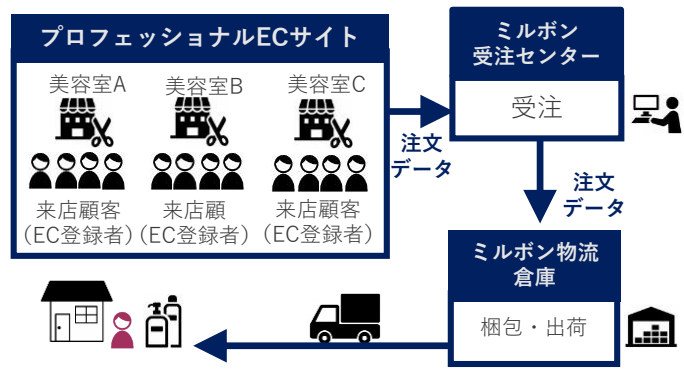 プロフェッショナルECサイト
美容室A
美容室B
美容室C
来店顧客
(EC登録者)
来店顧
(EC登録者)
来店顧客
(EC登録者)
注文
データ
ミルボン
受注センター
受注
注文
データ
ミルボン物流
倉庫
梱包・出荷